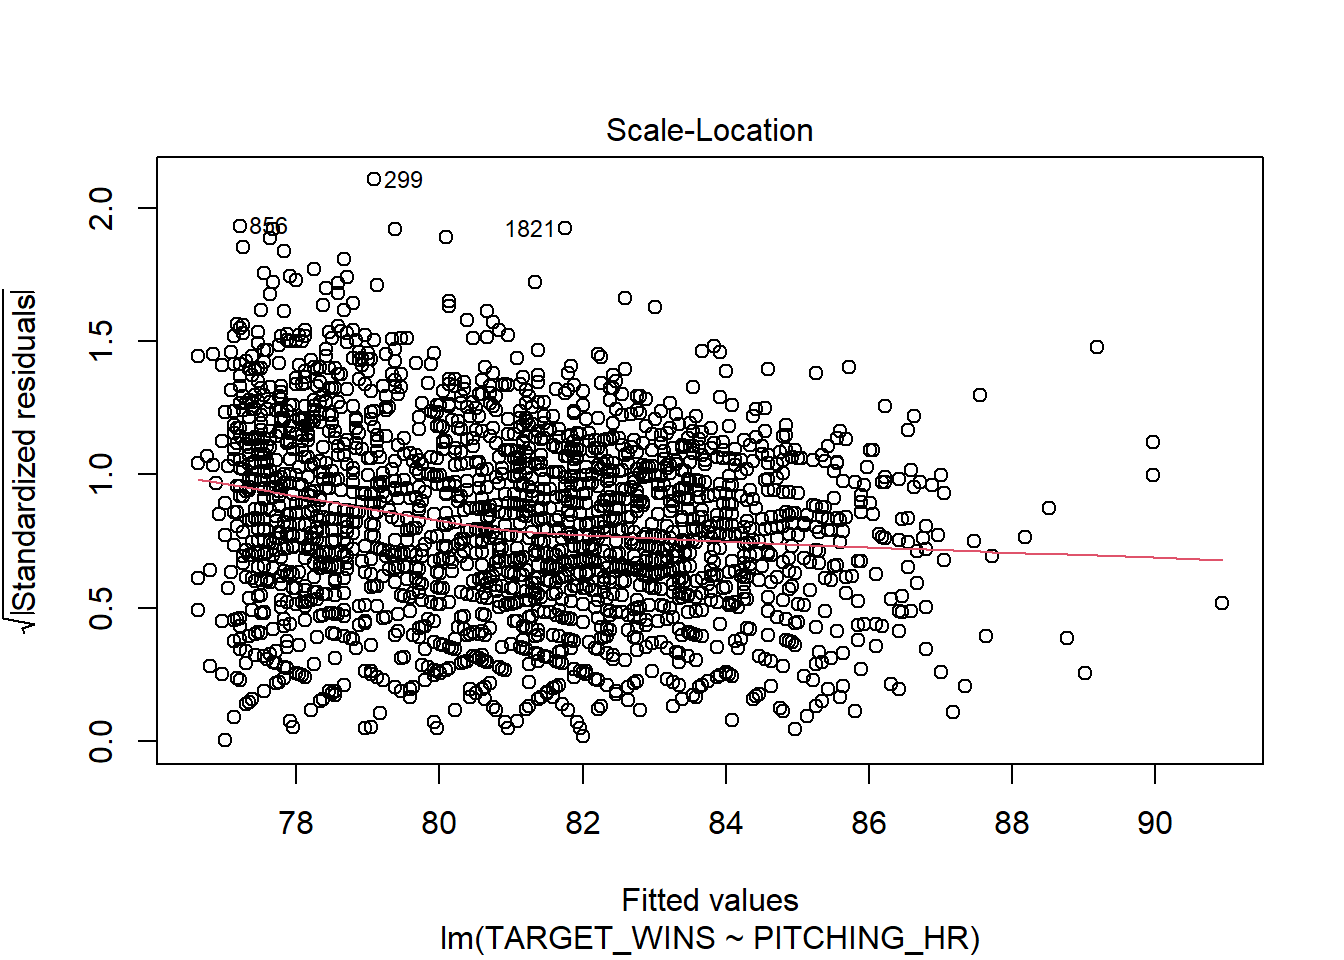 Scale-Location
299
856
1821
√|Standardized residuals|
2.0
1.5
1.0
0.5
0.0
78 80 82 84 86 88 90
Fitted values
lm(TARGET_WINS ~ PITCHING_HR)